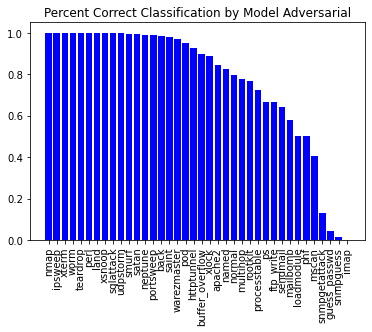 Percent Correct Classification by Model Adversarial
1.0
0.8
0.6
0.4
0.2
0.0
nmap
ipsweep
xterm
worm
teardrop
perl
land
xsnoop
sqlattack
udpstorm
smurf
satan
neptune
portsweep
back
saint
warezmaster
pod
httptunnel
buffer_overflow
xlock
apache2
named
normal
multihop
rootkit
processtable
ps
ftp_write
sendmail
mailbomb
loadmodule
phf
mscan
snmpgetattack
guess_passwd
snmpguess
imap